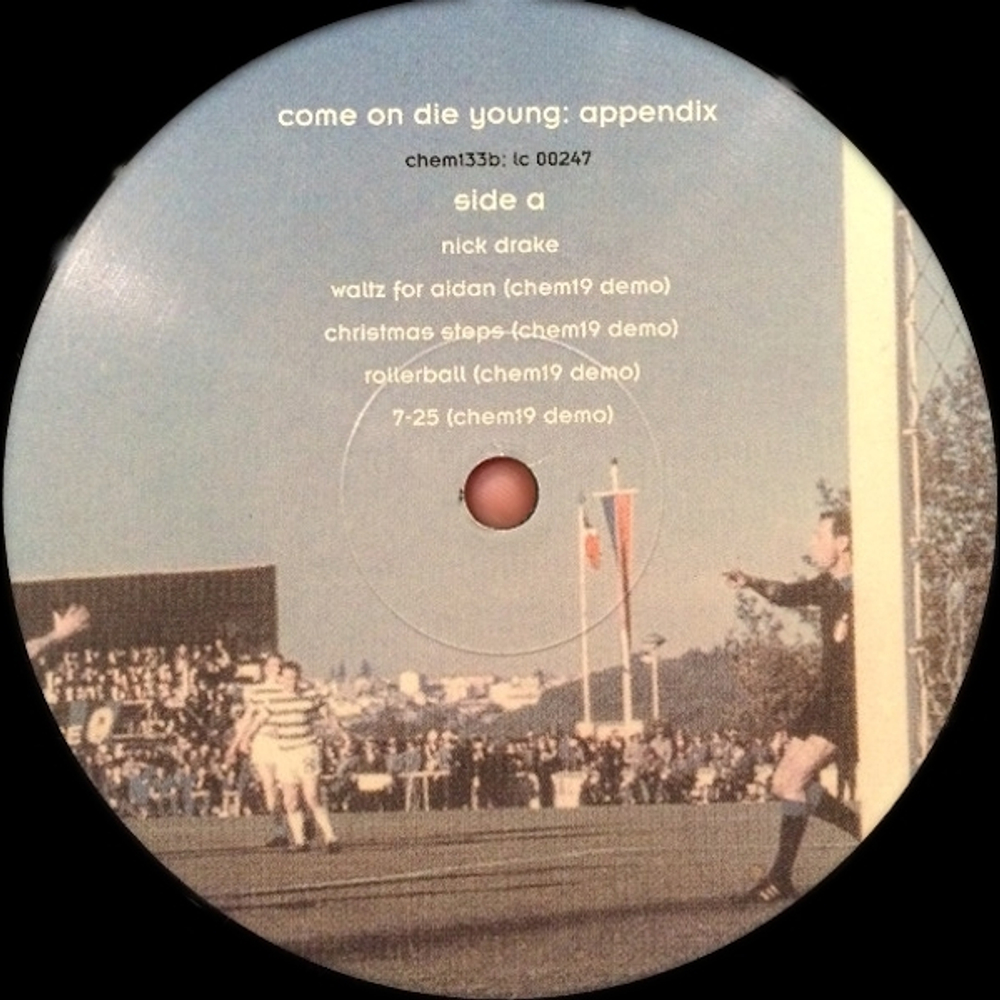 come on die young: appendix
chem133b: lc 00247
side a
nick drake
waltz for aidan (chem19 demo)
christmas steps (chem19 demo)
rollerball (chem19 demo)
7-25 (chem19 demo)